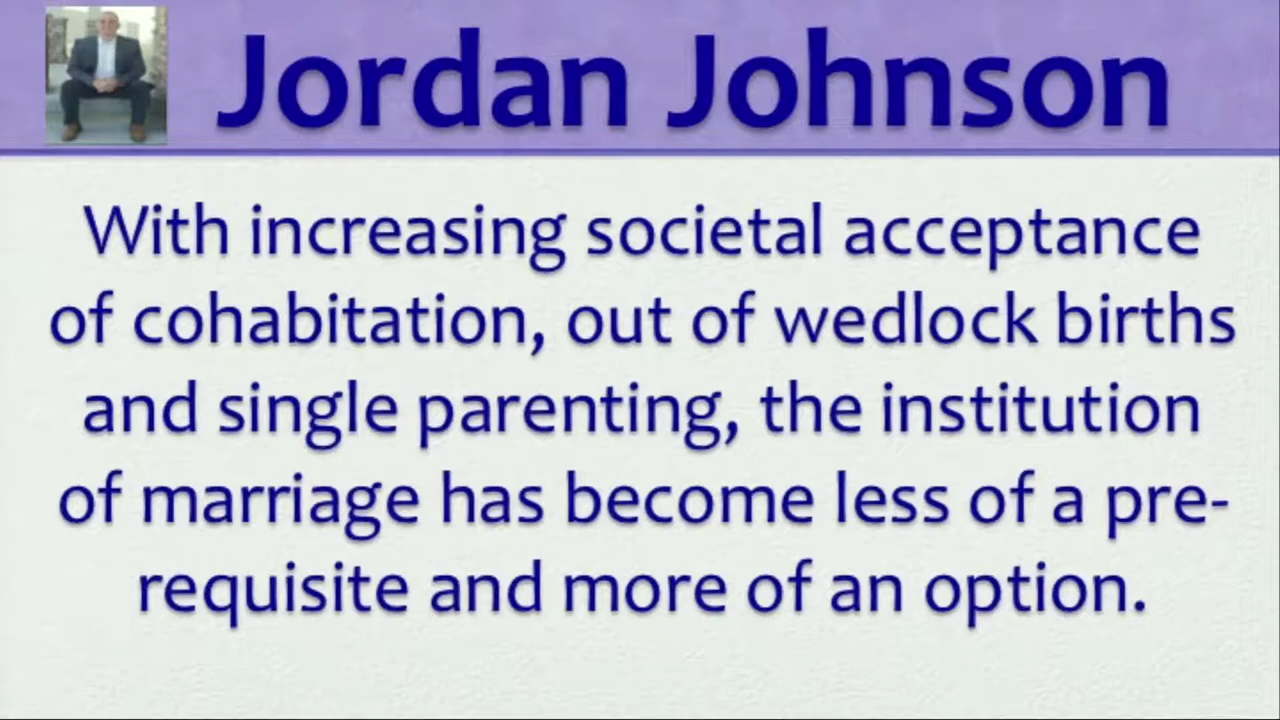 Jordan Johnson
With increasing societal acceptance
of cohabitation, out of wedlock births
and single parenting, the institution
of marriage has become less of a pre-
requisite and more of an option.